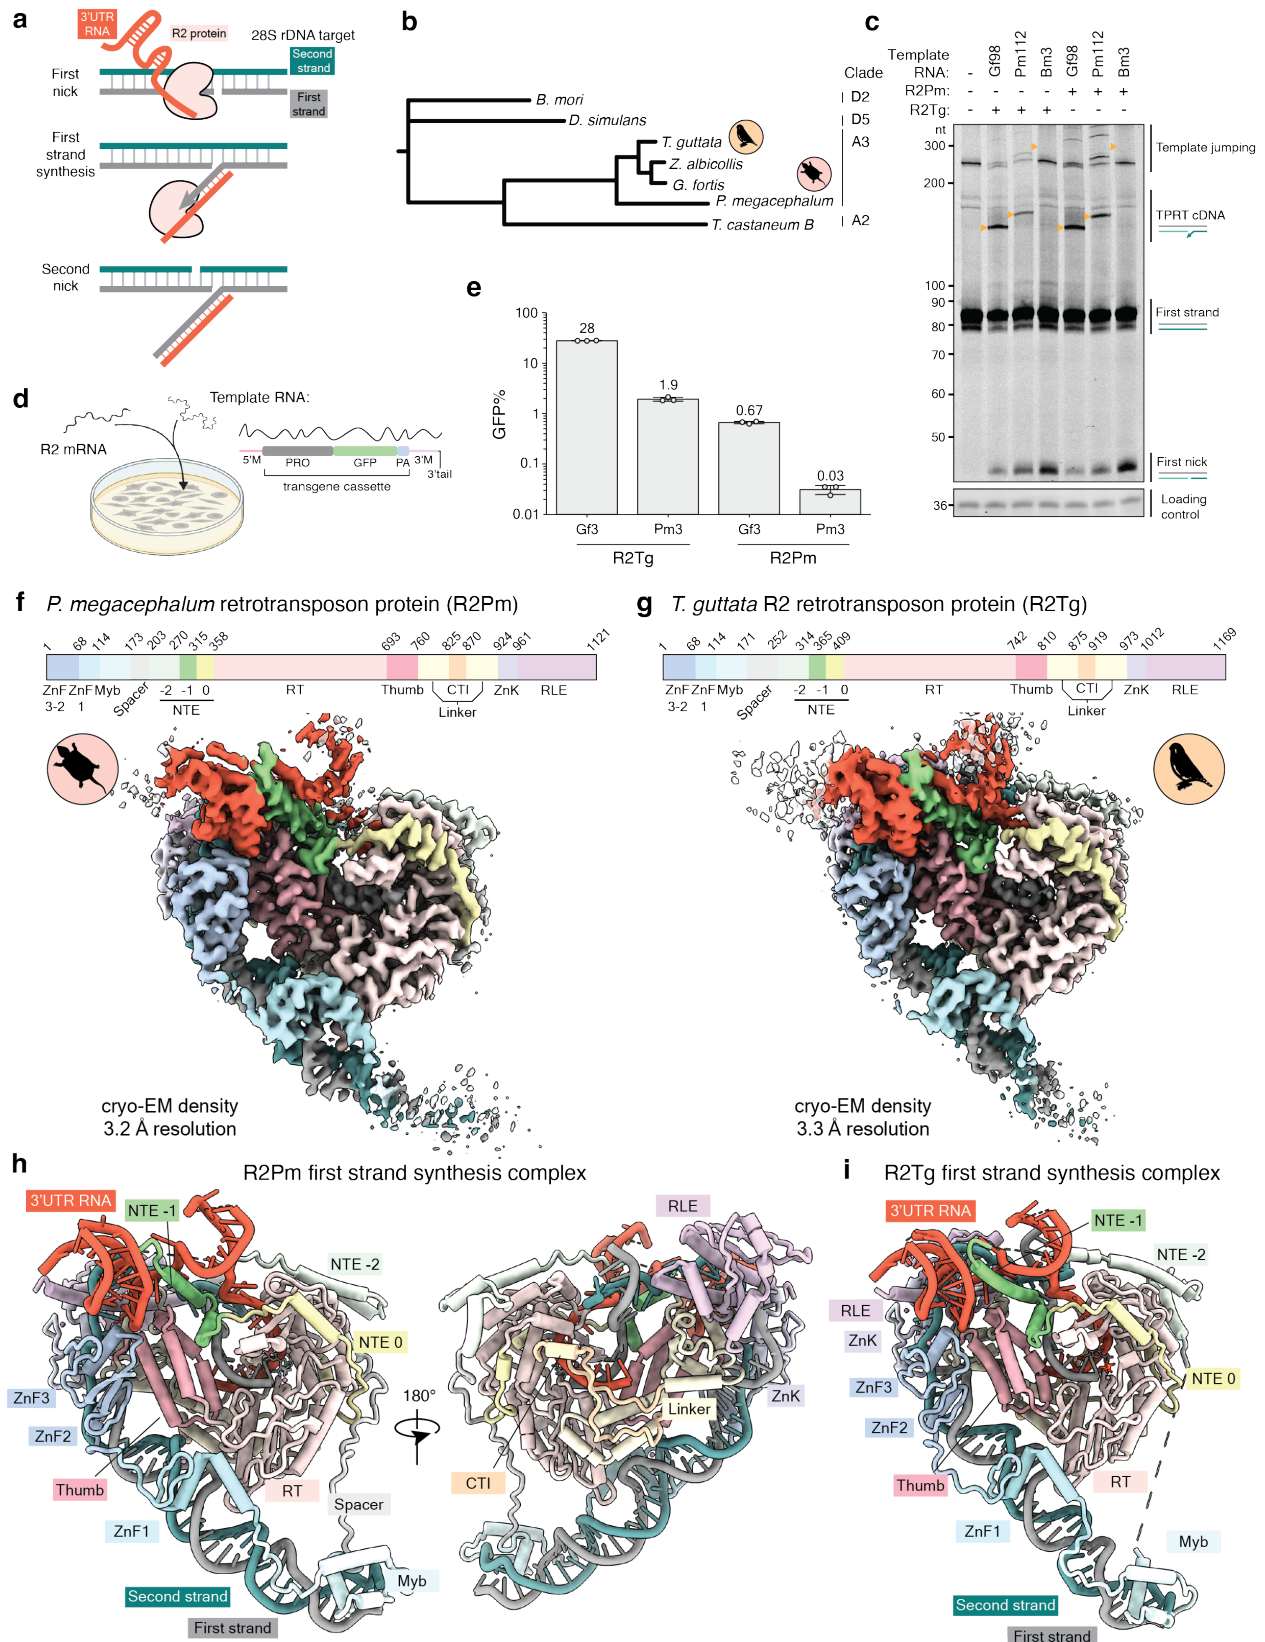 a
3'UTR
RNA
R2 protein
28S rDNA target
Second
strand
First
nick
First
strand
First
strand
synthesis
Second
nick
b
Clade
B. mori
D2
D. simulans
D5
T. guttata
A3
Z. albicollis
G. fortis
P. megacephalum
T. castaneum B
A2
c
Template
RNA:
- Gf98 Pm112 Bm3 Gf98 Pm112 Bm3
R2Pm: - + + +
R2Tg: - + + +
nt
300
200
100
90
80
70
60
50
36
Template jumping
TPRT cDNA
First strand
First nick
Loading
control
d
Template RNA:
R2 mRNA
5'M
PRO
GFP
PA
3'M
3'tail
transgene cassette
e
GFP%
100
10
1
0.1
0.01
28
1.9
0.67
0.03
Gf3 Pm3 Gf3 Pm3
R2Tg R2Pm
f P. megacephalum retrotransposon protein (R2Pm)
1 68 114 173 203 270 315 358 693 760 825 870 924 961 1121
ZnF
3-2
ZnF
1
Myb
Spacer
-2 -1 0
NTE
RT
Thumb
CTI
Linker
ZnK
RLE
cryo-EM density
3.2 Å resolution
g T. guttata R2 retrotransposon protein (R2Tg)
1 68 114 171 252 314 365 409 742 810 875 919 973 1012 1169
ZnF
3-2
ZnF
1
Myb
Spacer
-2 -1 0
NTE
RT
Thumb
CTI
Linker
ZnK
RLE
cryo-EM density
3.3 Å resolution
h
R2Pm first strand synthesis complex
3'UTR RNA
NTE -1
NTE -2
NTE 0
ZnF3
ZnF2
Thumb
RT
Spacer
ZnF1
Myb
Second strand
First strand
180°
RLE
ZnK
Linker
CTI
i
R2Tg first strand synthesis complex
3'UTR RNA
NTE -1
NTE -2
RLE
ZnK
NTE 0
ZnF3
ZnF2
Thumb
RT
ZnF1
Myb
Second strand
First strand